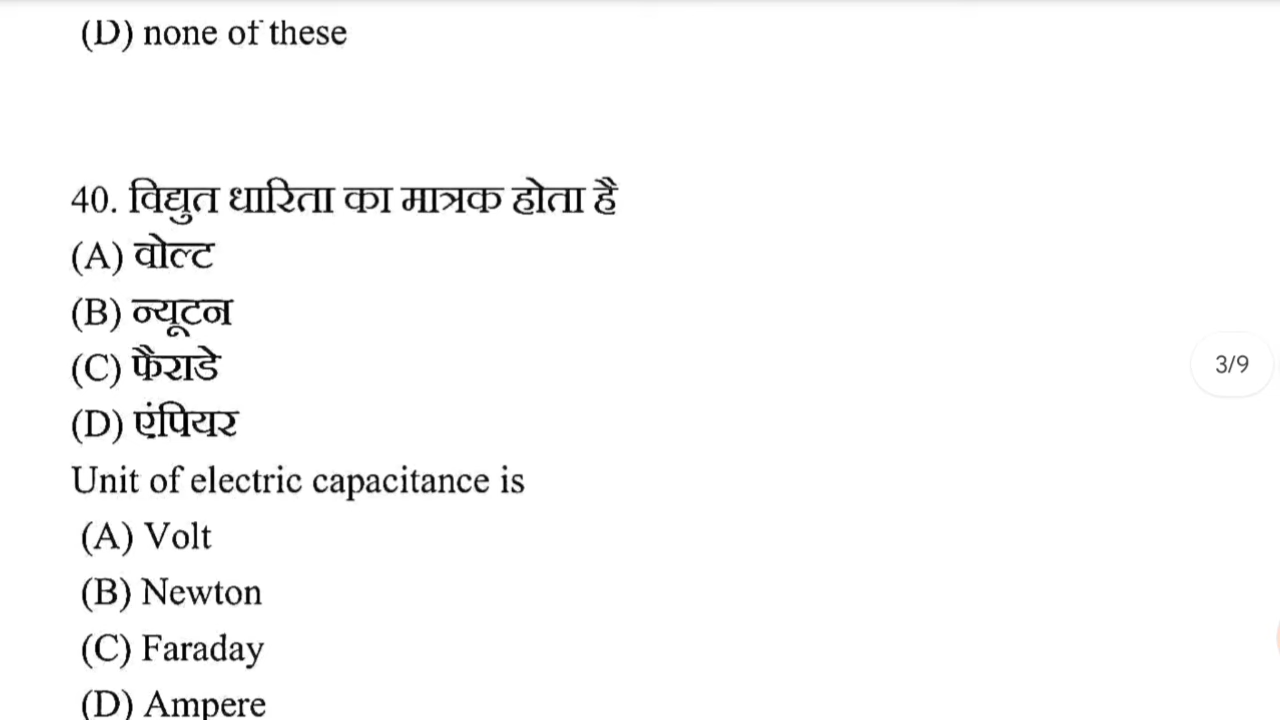 (D) none of these
40. विद्युत धारिता का मात्रक होता है
(A) वोल्ट
(B) न्यूटन
(C) फैराडे
(D) एंपियर
3/9
Unit of electric capacitance is
(A) Volt
(B) Newton
(C) Faraday
(D) Ampere